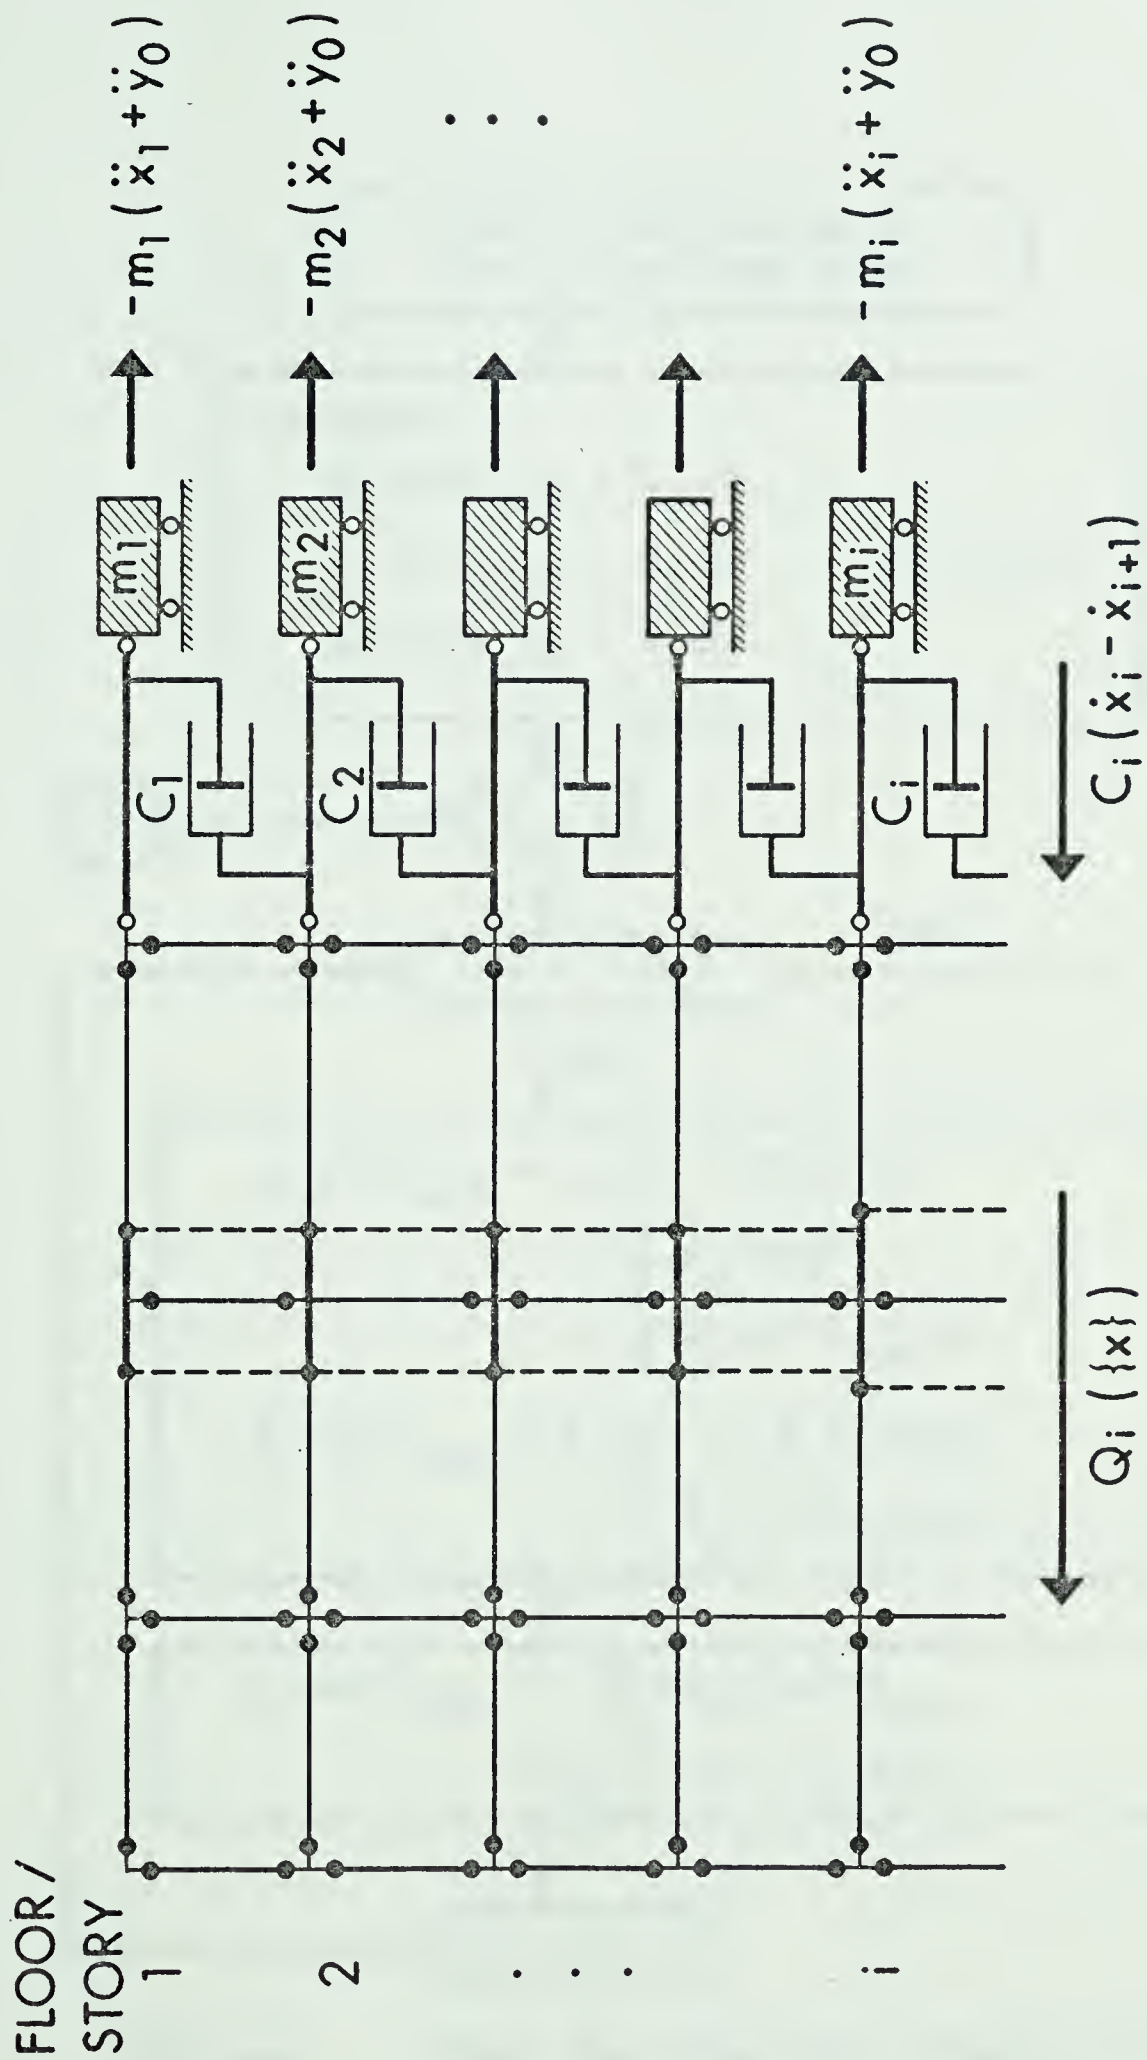 FLOOR /
STORY
1
2
. . .
i
m₁
m₂
mᵢ
C₁
C₂
Cᵢ
-m₁ ( ẍ₁ + ÿ₀ )
-m₂ ( ẍ₂ + ÿ₀ )
. . .
-mᵢ ( ẍᵢ + ÿ₀ )
Qᵢ ({x})
Cᵢ ( ẋᵢ - ẋᵢ₊₁ )